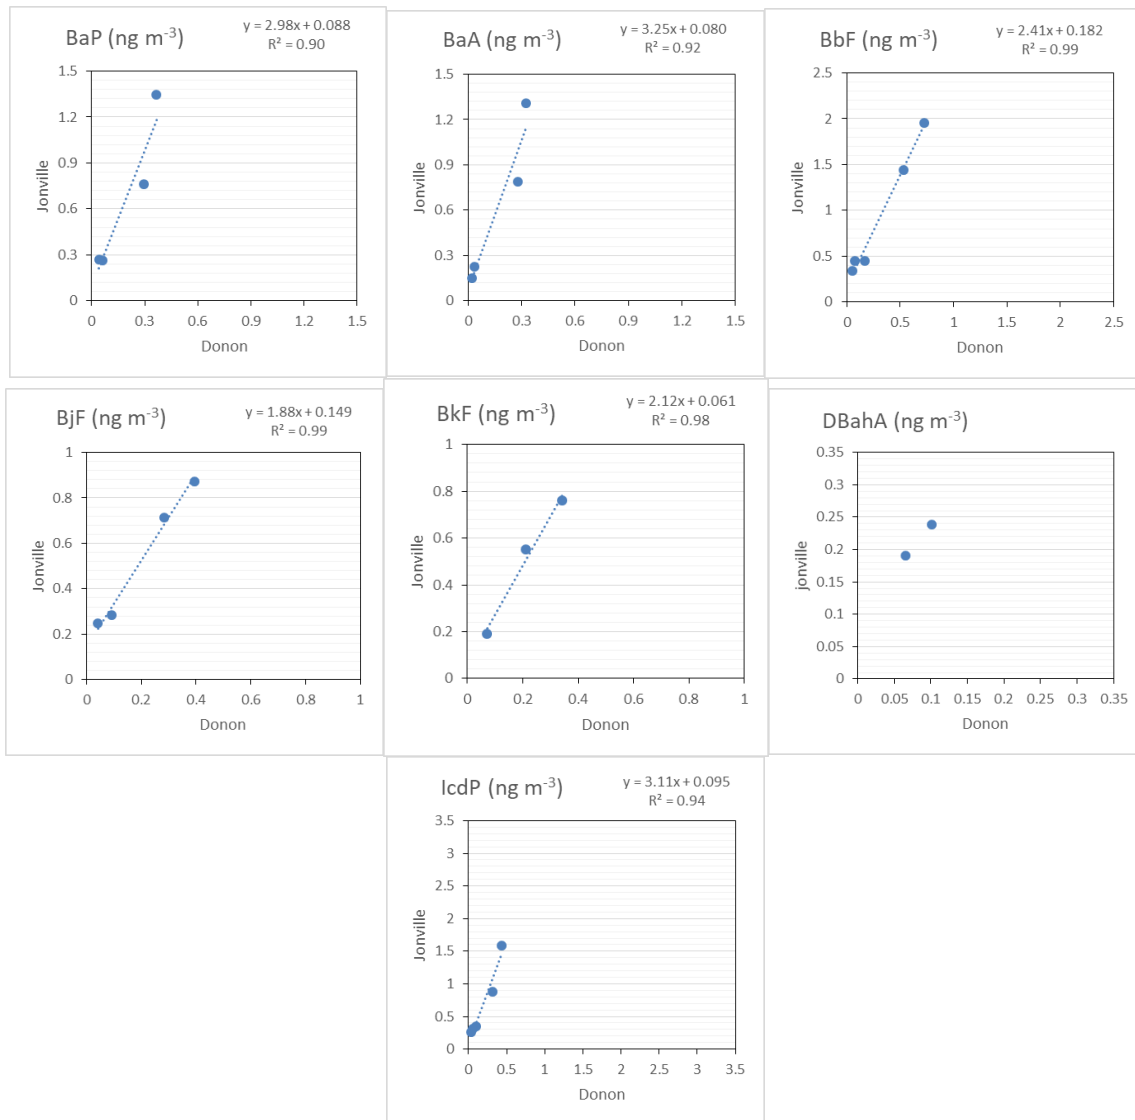 BaP (ng m⁻³)
y = 2.98x + 0.088
R² = 0.90
1.5
1.2
0.9
0.6
0.3
0
Jonville
0 0.3 0.6 0.9 1.2 1.5
Donon
BaA (ng m⁻³)
y = 3.25x + 0.080
R² = 0.92
1.5
1.2
0.9
0.6
0.3
0
Jonville
0 0.3 0.6 0.9 1.2 1.5
Donon
BbF (ng m⁻³)
y = 2.41x + 0.182
R² = 0.99
2.5
2
1.5
1
0.5
0
Jonville
0 0.5 1 1.5 2 2.5
Donon
BjF (ng m⁻³)
y = 1.88x + 0.149
R² = 0.99
1
0.8
0.6
0.4
0.2
0
Jonville
0 0.2 0.4 0.6 0.8 1
Donon
BkF (ng m⁻³)
y = 2.12x + 0.061
R² = 0.98
1
0.8
0.6
0.4
0.2
0
Jonville
0 0.2 0.4 0.6 0.8 1
Donon
DBahA (ng m⁻³)
0.35
0.3
0.25
0.2
0.15
0.1
0.05
0
jonville
0 0.05 0.1 0.15 0.2 0.25 0.3 0.35
Donon
IcdP (ng m⁻³)
y = 3.11x + 0.095
R² = 0.94
3.5
3
2.5
2
1.5
1
0.5
0
Jonville
0 0.5 1 1.5 2 2.5 3 3.5
Donon